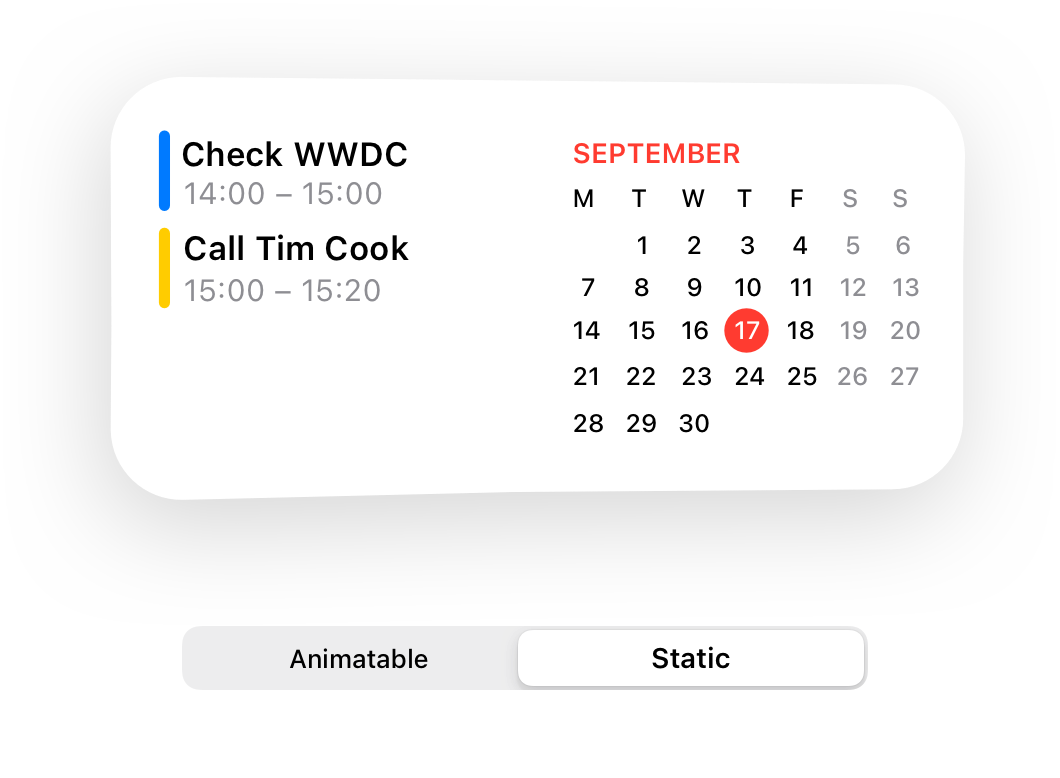 Check WWDC
14:00 – 15:00
Call Tim Cook
15:00 – 15:20
SEPTEMBER
M T W T F S S
1 2 3 4 5 6
7 8 9 10 11 12 13
14 15 16 17 18 19 20
21 22 23 24 25 26 27
28 29 30
Animatable Static